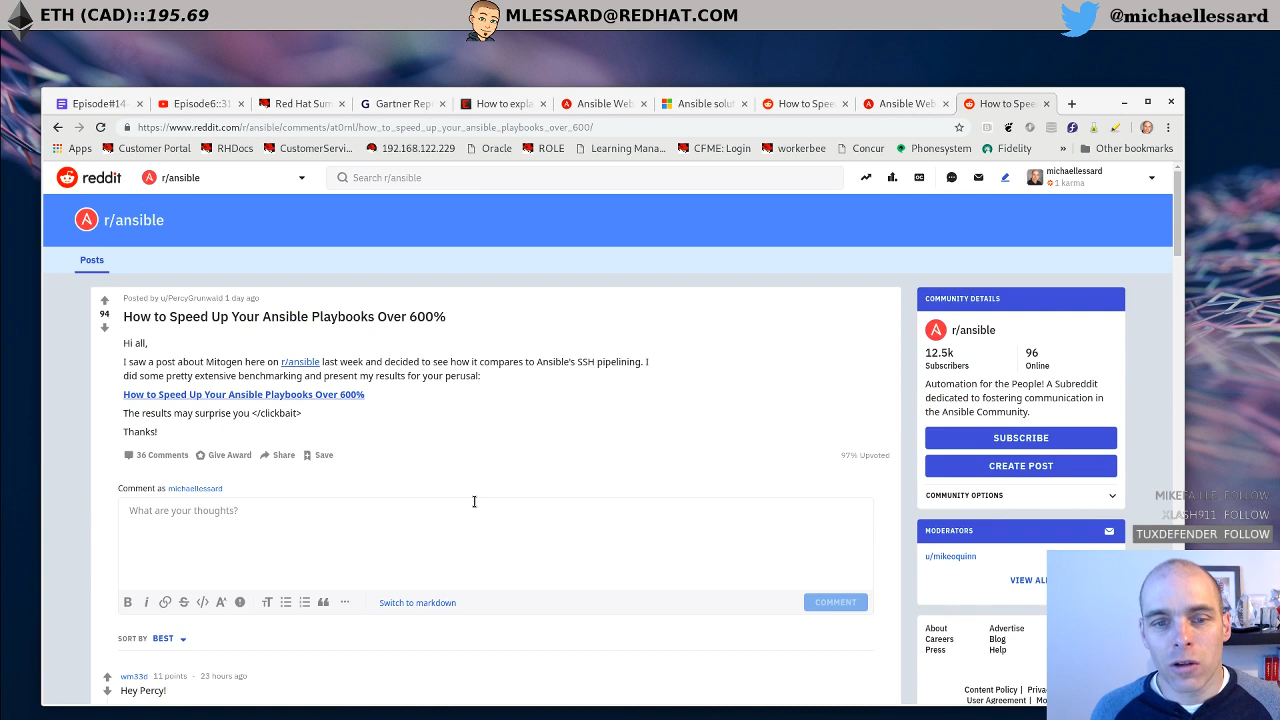 ETH (CAD)::195.69
MLESSARD@REDHAT.COM
@michaellessard
Episode#14-
Episode6::31
Red Hat Sum
Gartner Rep
How to expla
Ansible Web
Ansible solut
How to Spee
Ansible Web
How to Spee
https://www.reddit.com/r/ansible/comments/at0ml/how_to_speed_up_your_ansible_playbooks_over_600/
Apps
Customer Portal
RHDocs
CustomerServi...
192.168.122.229
Oracle
ROLE
Learning Mana...
CFME: Login
workerbee
Concur
Phonesystem
Fidelity
»
Other bookmarks
reddit
r/ansible
Search r/ansible
michaellessard
1 karma
r/ansible
Posts
Posted by u/PercyGrunwald 1 day ago
94
How to Speed Up Your Ansible Playbooks Over 600%
Hi all,
I saw a post about Mitogen here on r/ansible last week and decided to see how it compares to Ansible's SSH pipelining. I
did some pretty extensive benchmarking and present my results for your perusal:
How to Speed Up Your Ansible Playbooks Over 600%
The results may surprise you </clickbait>
Thanks!
36 Comments
Give Award
Share
Save
97% Upvoted
Comment as michaellessard
What are your thoughts?
Switch to markdown
COMMENT
SORT BY BEST
wm33d 11 points · 23 hours ago
Hey Percy!
COMMUNITY DETAILS
r/ansible
12.5k
96
Subscribers
Online
Automation for the People! A Subreddit
dedicated to fostering communication in
the Ansible Community.
SUBSCRIBE
CREATE POST
COMMUNITY OPTIONS
MIKEFAILLE FOLLOW
XLASH911 FOLLOW
TUXDEFENDER FOLLOW
MODERATORS
u/mikeoquinn
VIEW ALL
About
Advertise
Careers
Blog
Press
Help
Content Policy | Priva
User Agreement | Mo